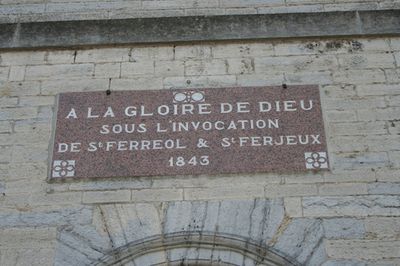 A LA GLOIRE DE DIEU
SOUS L'INVOCATION
DE St FERREOL & St FERJEUX
1843